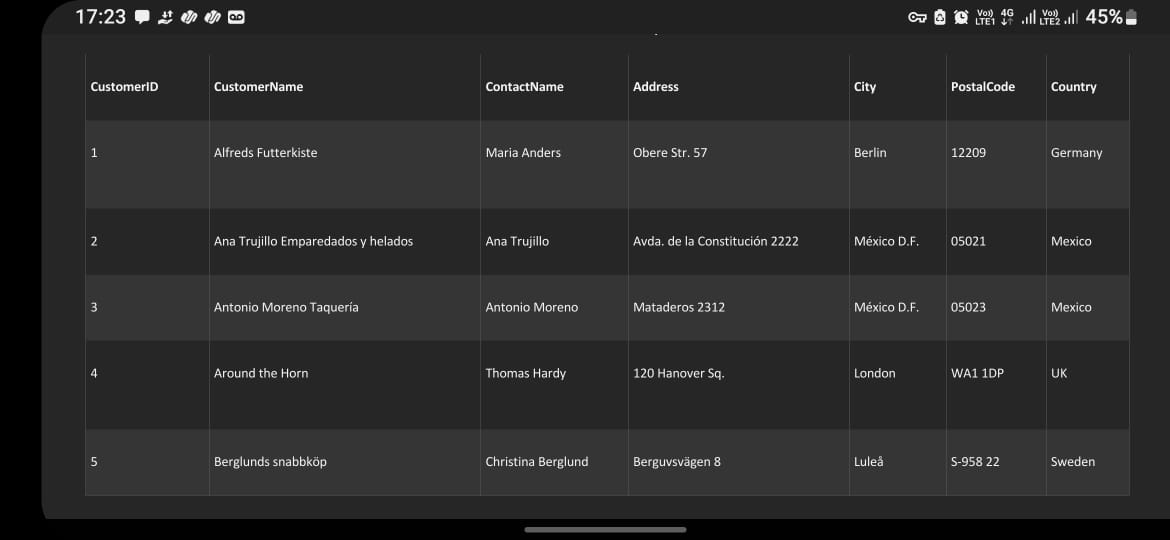 17:23 Vo) LTE1 4G Vo) LTE2 45%
CustomerID CustomerName ContactName Address City PostalCode Country
1 Alfreds Futterkiste Maria Anders Obere Str. 57 Berlin 12209 Germany
2 Ana Trujillo Emparedados y helados Ana Trujillo Avda. de la Constitución 2222 México D.F. 05021 Mexico
3 Antonio Moreno Taquería Antonio Moreno Mataderos 2312 México D.F. 05023 Mexico
4 Around the Horn Thomas Hardy 120 Hanover Sq. London WA1 1DP UK
5 Berglunds snabbköp Christina Berglund Berguvsvägen 8 Luleå S-958 22 Sweden